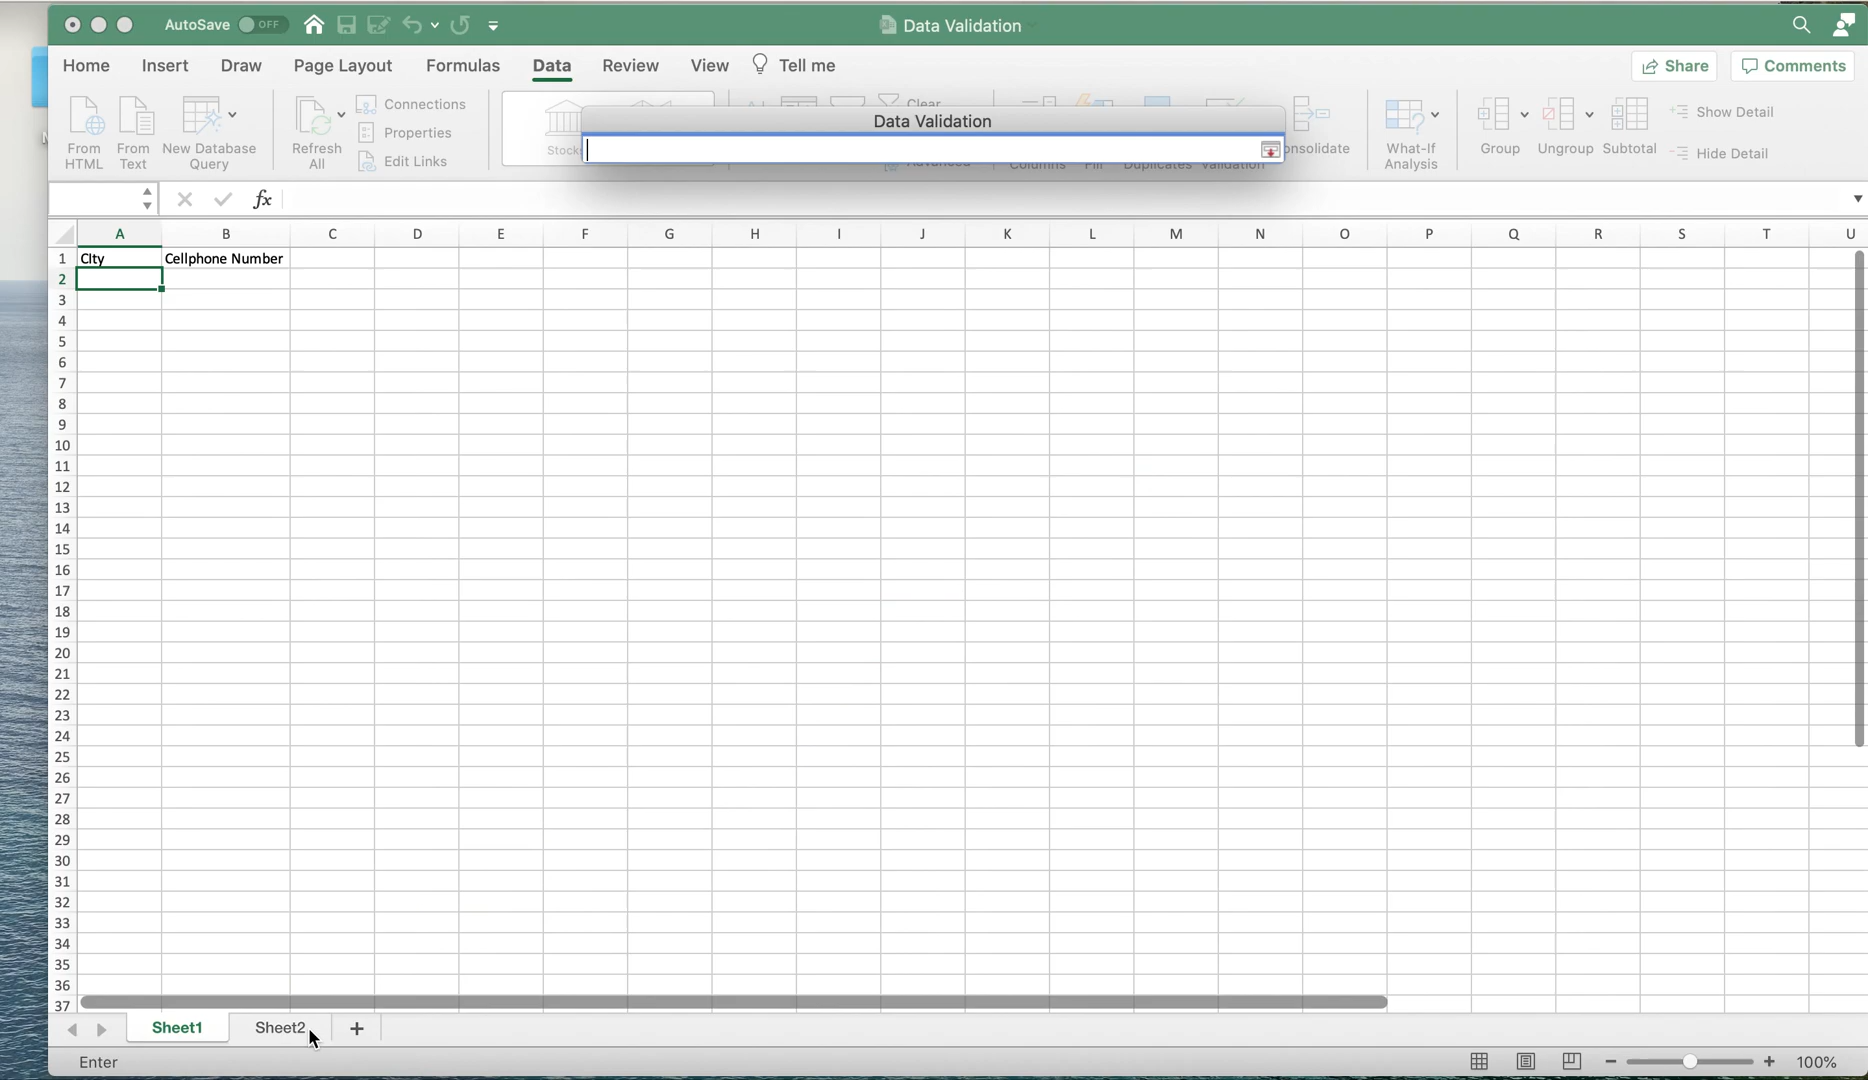 AutoSave OFF Data Validation
Home Insert Draw Page Layout Formulas Data Review View Tell me Share Comments
Connections
Properties
Edit Links
From HTML
From Text
New Database Query
Refresh All
Clear
Data Validation
What-If Analysis
Group
Ungroup
Subtotal
Show Detail
Hide Detail
fx
A B C D E F G H I J K L M N O P Q R S T U
1 CIty Cellphone Number
2
3
4
5
6
7
8
9
10
11
12
13
14
15
16
17
18
19
20
21
22
23
24
25
26
27
28
29
30
31
32
33
34
35
36
37
Sheet1 Sheet2 +
Enter 100%